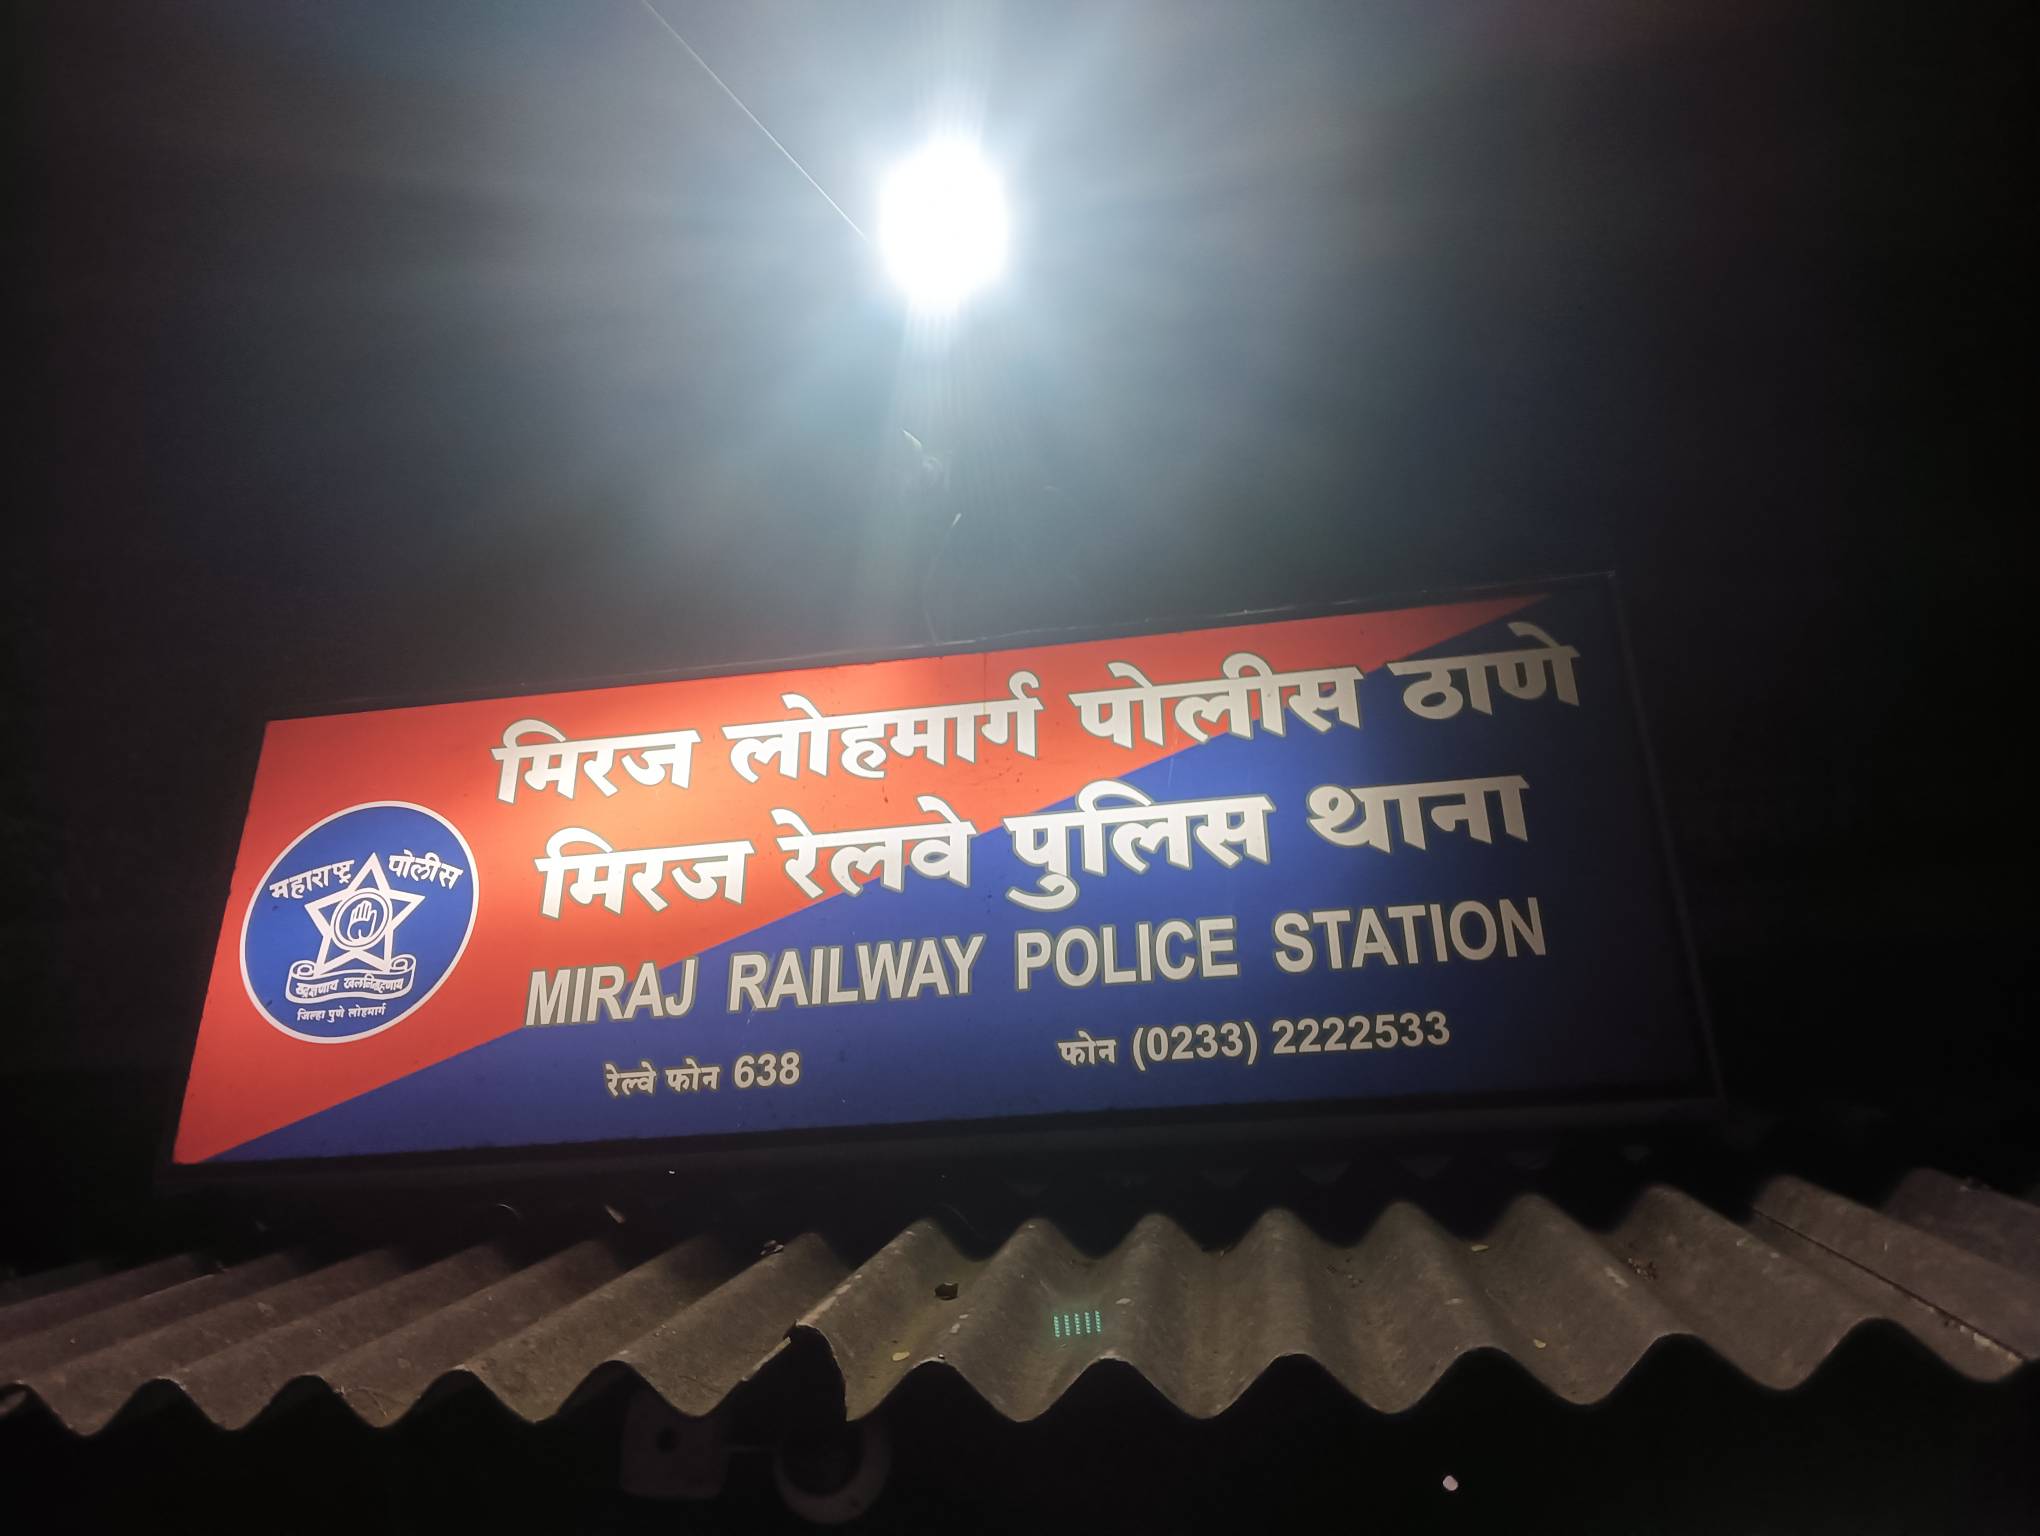 मिरज लोहमार्ग पोलीस ठाणे
मिरज रेलवे पुलिस थाना
MIRAJ RAILWAY POLICE STATION
रेल्वे फोन 638 फोन (0233) 2222533
महाराष्ट्र पोलीस
सद्रक्षणाय खलनिग्रहणाय
जिल्हा पुणे लोहमार्ग